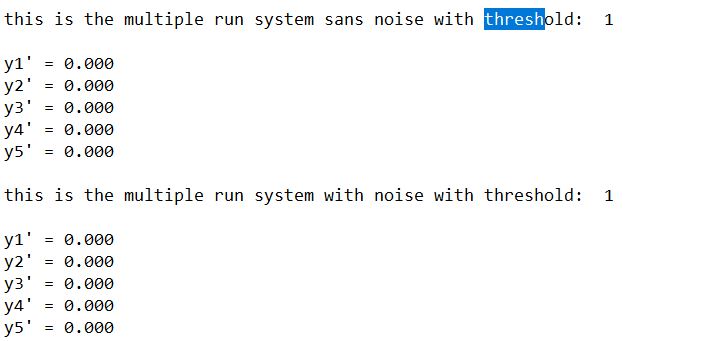 this is the multiple run system sans noise with threshold:  1
y1' = 0.000
y2' = 0.000
y3' = 0.000
y4' = 0.000
y5' = 0.000
this is the multiple run system with noise with threshold:  1
y1' = 0.000
y2' = 0.000
y3' = 0.000
y4' = 0.000
y5' = 0.000